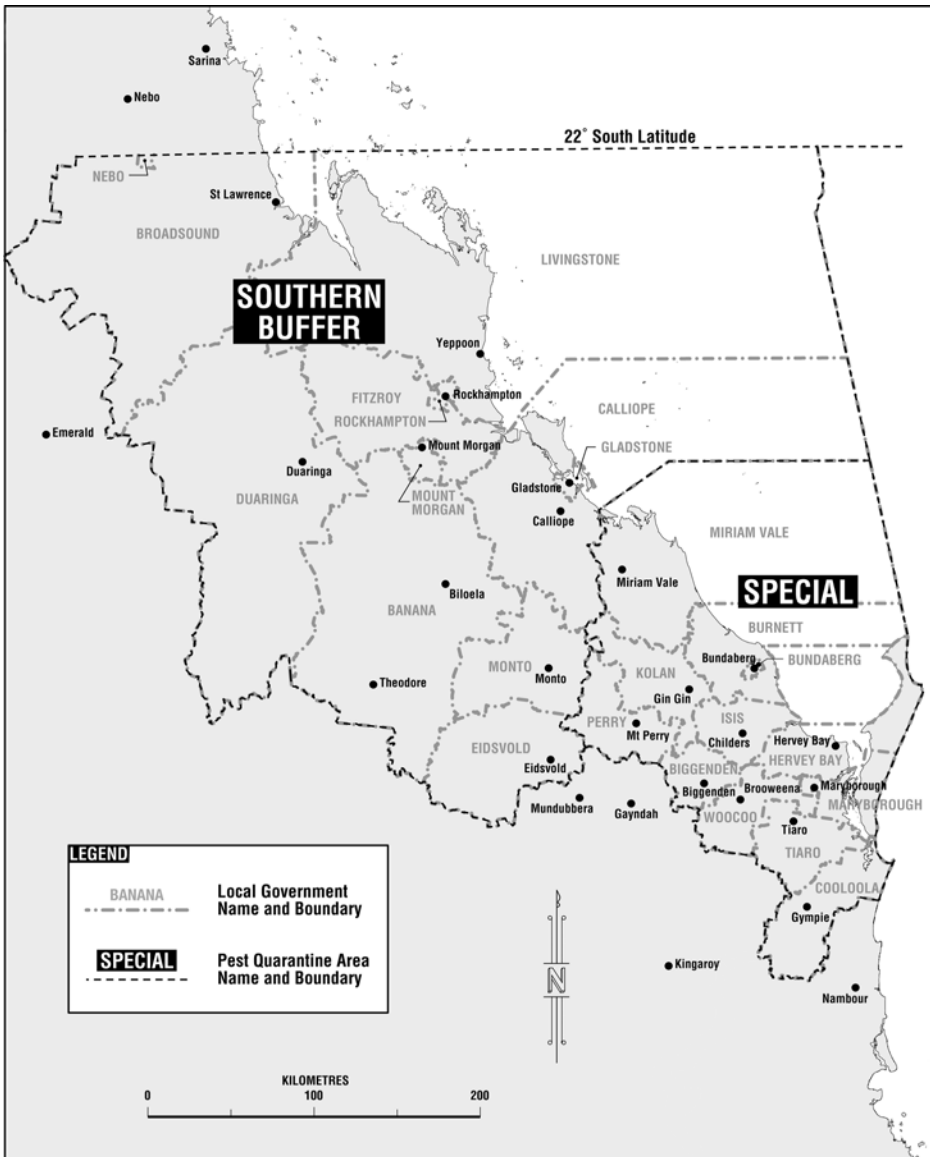 Sarina
Nebo
22° South Latitude
NEBO
St Lawrence
BROADSOUND
LIVINGSTONE
SOUTHERN
BUFFER
Yeppoon
FITZROY
Rockhampton
ROCKHAMPTON
CALLIOPE
Emerald
Mount Morgan
GLADSTONE
Duaringa
Gladstone
DUARINGA
MOUNT
MORGAN
Calliope
MIRIAM VALE
Miriam Vale
SPECIAL
Biloela
BANANA
BURNETT
Bundaberg
BUNDABERG
MONTO
Monto
KOLAN
Theodore
Gin Gin
PERRY
Mt Perry
ISIS
Childers
Hervey Bay
EIDSVOLD
Eidsvold
HERVEY BAY
BIGGENDEN
Biggenden
Brooweena
Maryborough
MARYBOROUGH
Mundubbera
Gayndah
WOOCOO
Tiaro
TIARO
COOLOOLA
Gympie
Kingaroy
Nambour
LEGEND
BANANA
Local Government
Name and Boundary
SPECIAL
Pest Quarantine Area
Name and Boundary
N
KILOMETRES
0 100 200